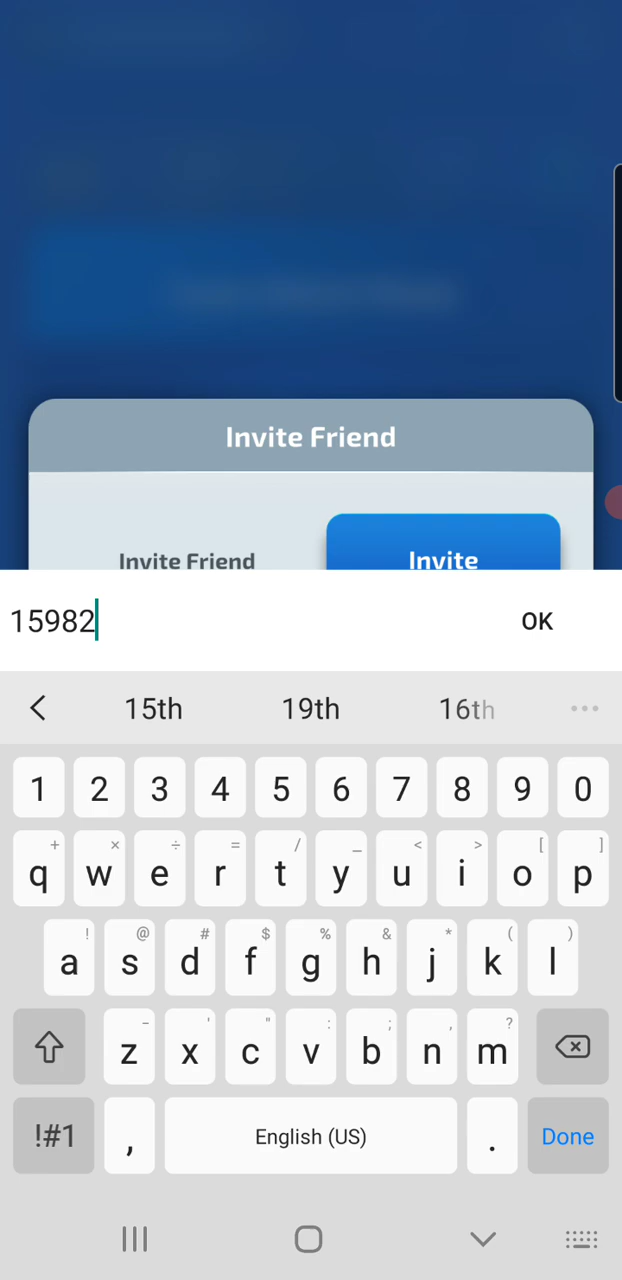 Invite Friend
Invite Friend Invite
15982 OK
15th 19th 16th ...
1 2 3 4 5 6 7 8 9 0
+ × ÷ = / _ < > [ ]
q w e r t y u i o p
! @ # $ % & * ( )
a s d f g h j k l
- ' " : ; , ?
z x c v b n m
!#1 , English (US) . Done